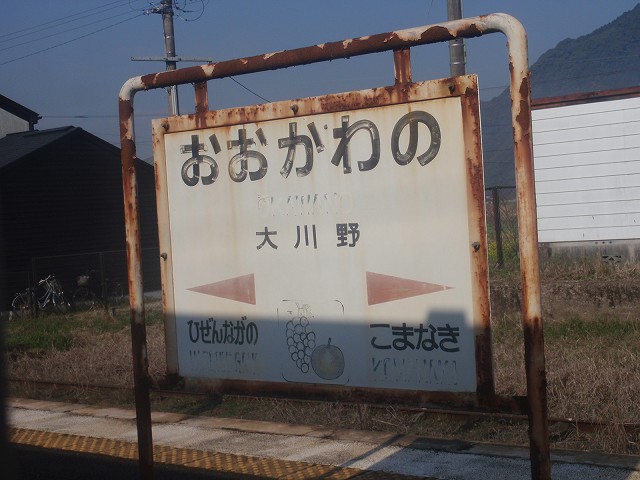 おおかわの
大川野
ひぜんながの
こまなき